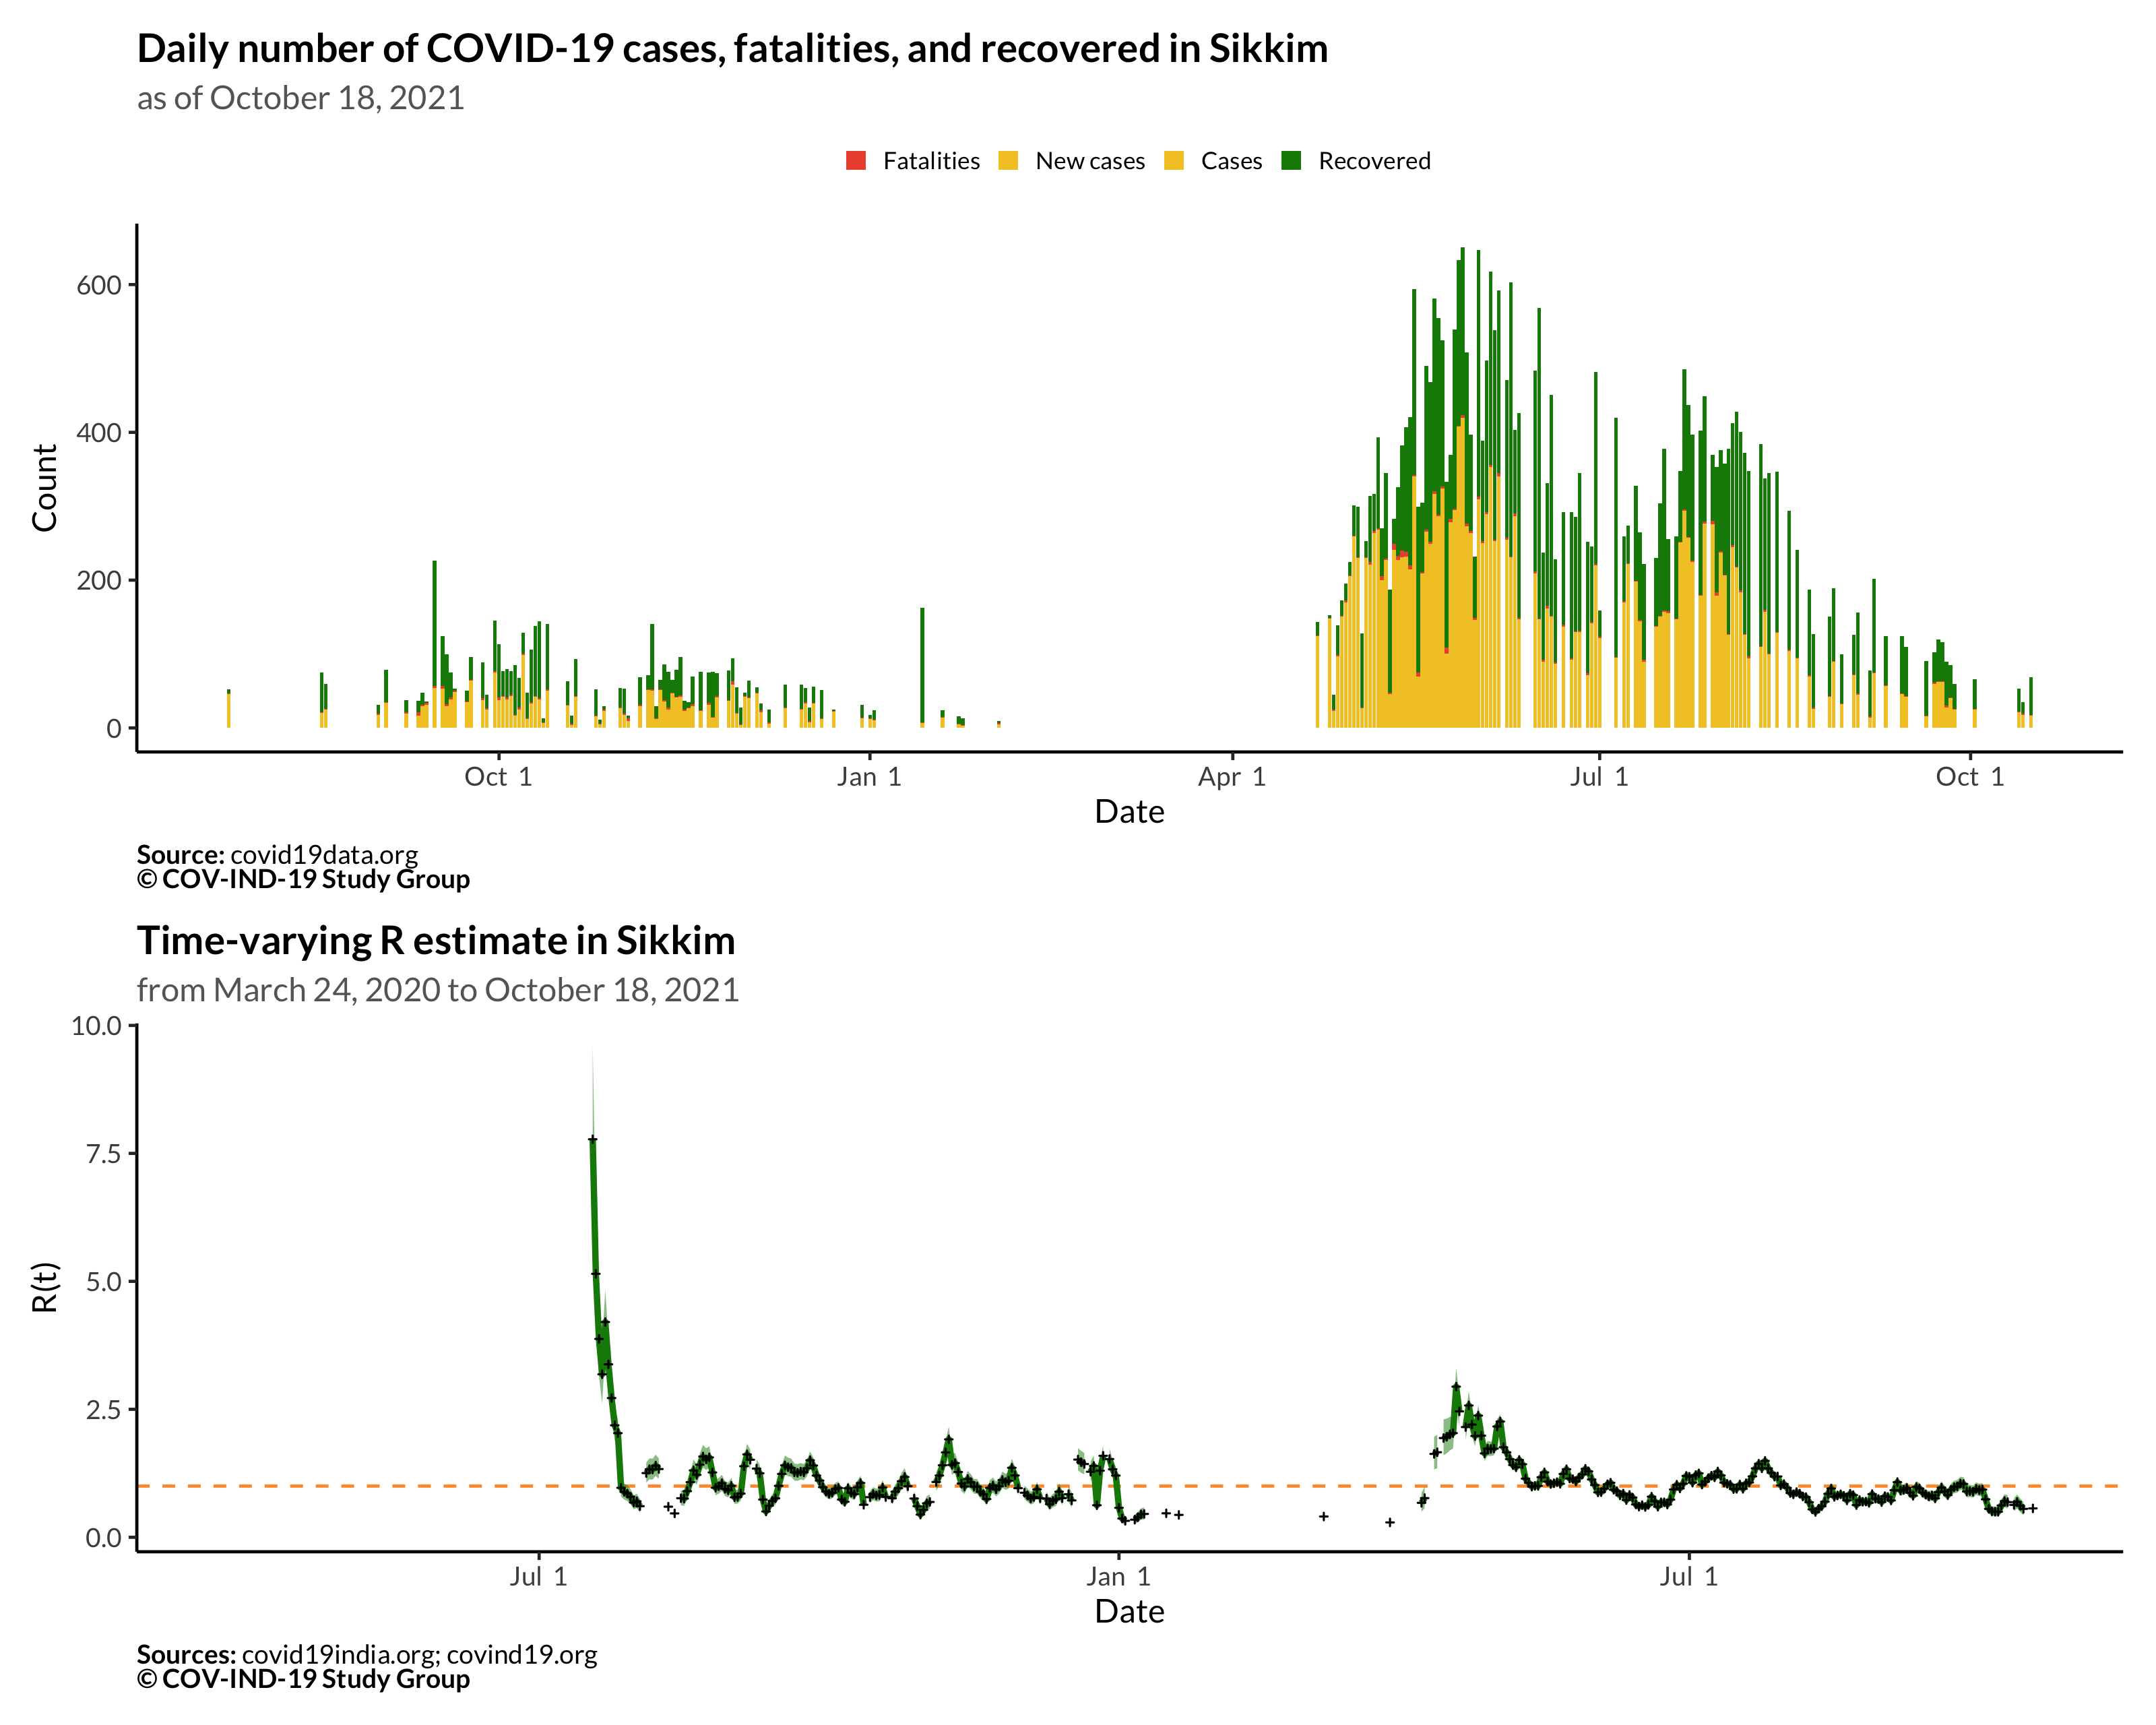 Daily number of COVID-19 cases, fatalities, and recovered in Sikkim
as of October 18, 2021
Fatalities New cases Cases Recovered
600
400
200
0
Count
Oct 1 Jan 1 Apr 1 Jul 1 Oct 1
Date
Source: covid19data.org
© COV-IND-19 Study Group
Time-varying R estimate in Sikkim
from March 24, 2020 to October 18, 2021
10.0
7.5
5.0
2.5
0.0
R(t)
Jul 1 Jan 1 Jul 1
Date
Sources: covid19india.org; covind19.org
© COV-IND-19 Study Group